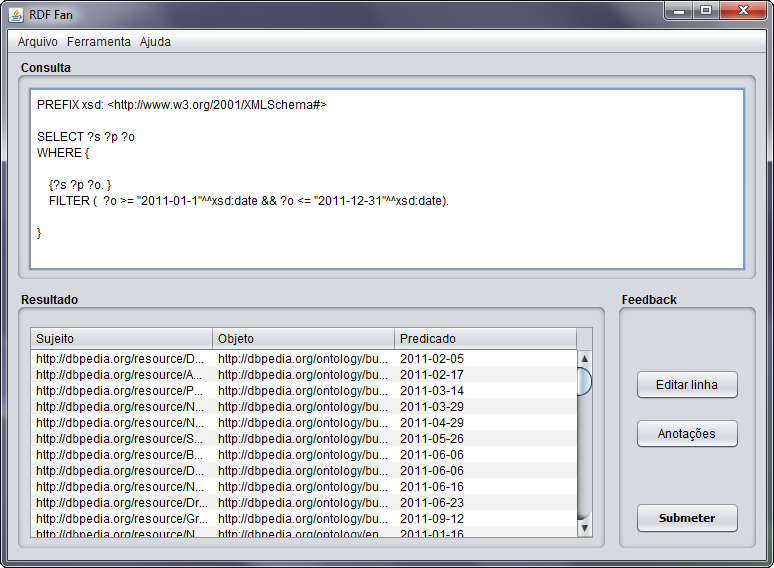 RDF Fan
Arquivo Ferramenta Ajuda
Consulta
PREFIX xsd: <http://www.w3.org/2001/XMLSchema#>
SELECT ?s ?p ?o
WHERE {
{?s ?p ?o. }
FILTER ( ?o >= "2011-01-1"^^xsd:date && ?o <= "2011-12-31"^^xsd:date).
}
Resultado
Sujeito Objeto Predicado
http://dbpedia.org/resource/D... http://dbpedia.org/ontology/bu... 2011-02-05
http://dbpedia.org/resource/A... http://dbpedia.org/ontology/bu... 2011-02-17
http://dbpedia.org/resource/P... http://dbpedia.org/ontology/bu... 2011-03-14
http://dbpedia.org/resource/N... http://dbpedia.org/ontology/bu... 2011-03-29
http://dbpedia.org/resource/N... http://dbpedia.org/ontology/bu... 2011-04-29
http://dbpedia.org/resource/S... http://dbpedia.org/ontology/bu... 2011-05-26
http://dbpedia.org/resource/B... http://dbpedia.org/ontology/bu... 2011-06-06
http://dbpedia.org/resource/D... http://dbpedia.org/ontology/bu... 2011-06-06
http://dbpedia.org/resource/N... http://dbpedia.org/ontology/bu... 2011-06-16
http://dbpedia.org/resource/Dr... http://dbpedia.org/ontology/bu... 2011-06-23
http://dbpedia.org/resource/Gr... http://dbpedia.org/ontology/bu... 2011-09-12
http://dbpedia.org/resource/N... http://dbpedia.org/ontology/en... 2011-01-16
Feedback
Editar linha
Anotações
Submeter